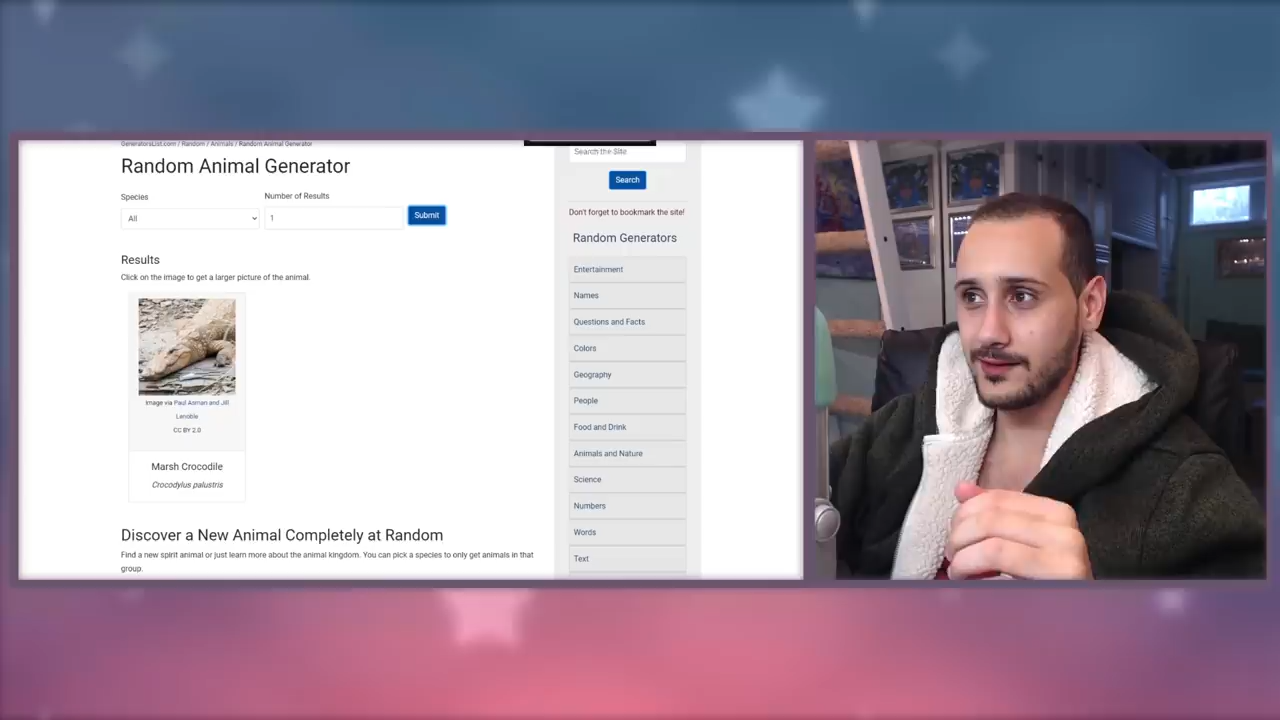 GeneratorsList.com / Random / Animals / Random Animal Generator
Random Animal Generator
Species
Number of Results
All
1
Submit
Results
Click on the image to get a larger picture of the animal.
Image via Paul Asman and Jill
Lenoble
CC BY 2.0
Marsh Crocodile
Crocodylus palustris
Discover a New Animal Completely at Random
Find a new spirit animal or just learn more about the animal kingdom. You can pick a species to only get animals in that
group.
Search the Site
Search
Don't forget to bookmark the site!
Random Generators
Entertainment
Names
Questions and Facts
Colors
Geography
People
Food and Drink
Animals and Nature
Science
Numbers
Words
Text